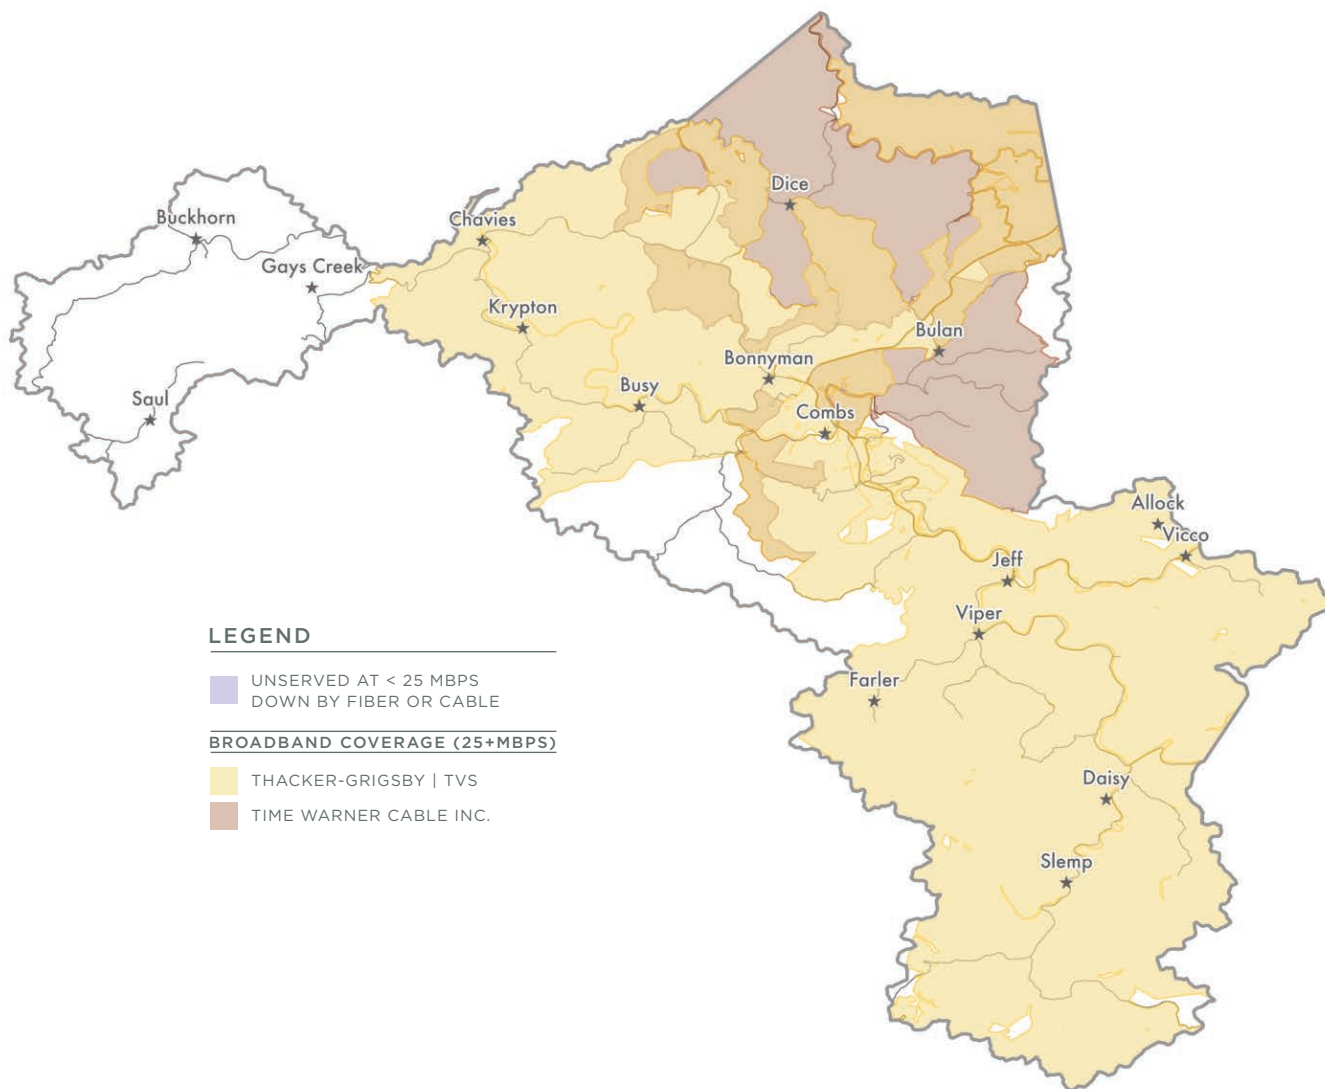 Dice
Buckhorn
Chavies
Gays Creek
Krypton
Bulan
Bonnyman
Busy
Saul
Combs
Allock
Vicco
Jeff
Viper
LEGEND
UNSERVED AT < 25 MBPS
DOWN BY FIBER OR CABLE
Farler
BROADBAND COVERAGE (25+MBPS)
THACKER-GRIGSBY | TVS
Daisy
TIME WARNER CABLE INC.
Slemp